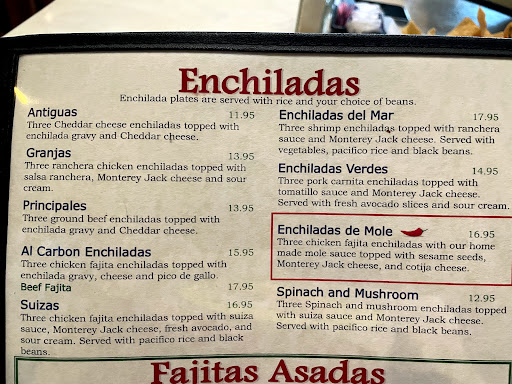 Enchiladas
Enchilada plates are served with rice and your choice of beans.
Antiguas 11.95
Three Cheddar cheese enchiladas topped with
enchilada gravy and Cheddar cheese.
Granjas 13.95
Three ranchera chicken enchiladas topped with
salsa ranchera, Monterey Jack cheese and sour
cream.
Principales 13.95
Three ground beef enchiladas topped with
enchilada gravy and Cheddar cheese.
Al Carbon Enchiladas 15.95
Three chicken fajita enchiladas topped with
enchilada gravy, cheese and pico de gallo.
Beef Fajita 17.95
Suizas 16.95
Three chicken fajita enchiladas topped with suiza
sauce, Monterey Jack cheese, fresh avocado, and
sour cream. Served with pacifico rice and black
beans.
Enchiladas del Mar 17.95
Three shrimp enchiladas topped with ranchera
sauce and Monterey Jack cheese. Served with
vegetables, pacifico rice and black beans.
Enchiladas Verdes 14.95
Three pork carnita enchiladas topped with
tomatillo sauce and Monterey Jack cheese.
Served with fresh avocado slices and sour cream.
Enchiladas de Mole 16.95
Three chicken fajita enchiladas with our home
made mole sauce topped with sesame seeds,
Monterey Jack cheese, and cotija cheese.
Spinach and Mushroom 12.95
Three Spinach and mushroom enchiladas topped
with suiza sauce and Monterey Jack cheese.
Served with pacifico rice and black beans.
Fajitas Asadas